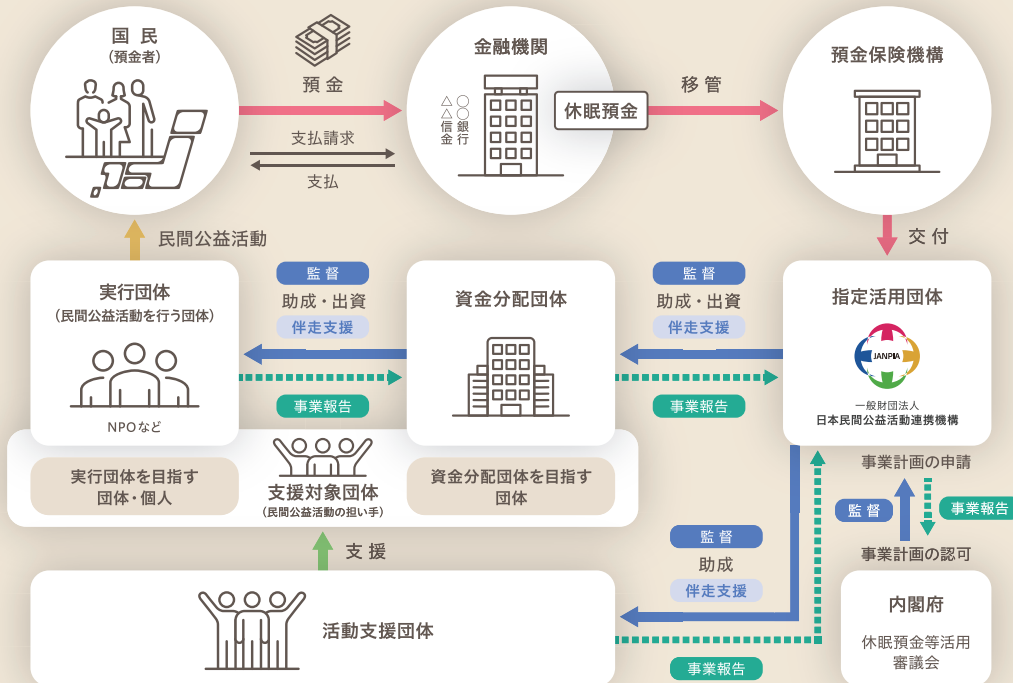 国民
（預金者）
預金
支払請求
支払
金融機関
○○銀行
△△信金
休眠預金
移管
預金保険機構
交付
民間公益活動
実行団体
（民間公益活動を行う団体）
NPOなど
監督
助成・出資
伴走支援
事業報告
資金分配団体
監督
助成・出資
伴走支援
事業報告
指定活用団体
JANPIA
一般財団法人
日本民間公益活動連携機構
実行団体を目指す
団体・個人
支援対象団体
（民間公益活動の担い手）
資金分配団体を目指す
団体
事業計画の申請
監督
事業報告
事業計画の認可
支援
監督
助成
伴走支援
事業報告
活動支援団体
内閣府
休眠預金等活用
審議会